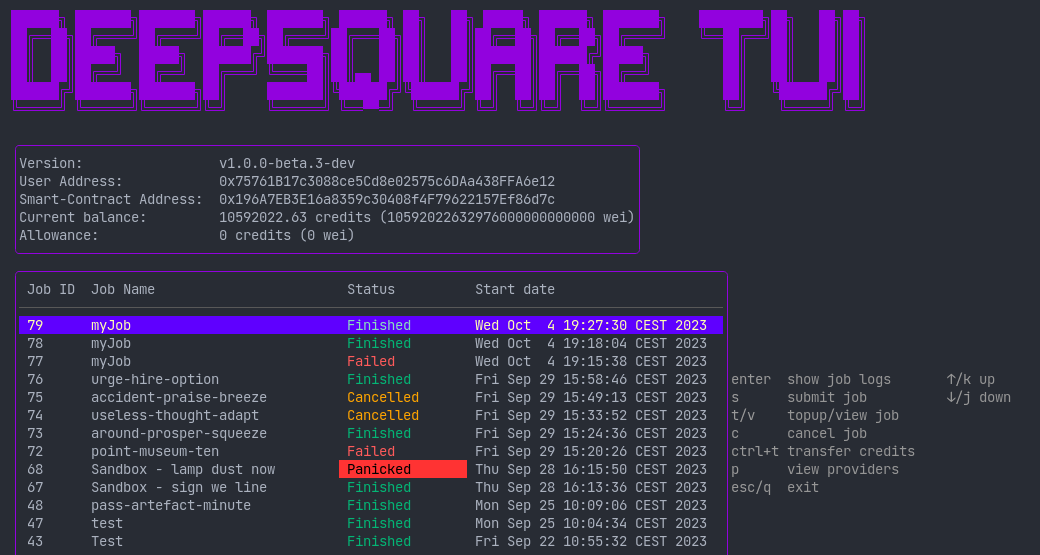 DEEPSQUARE TUI
Version: v1.0.0-beta.3-dev
User Address: 0x75761B17c3088ce5Cd8e02575c6DAa438FFA6e12
Smart-Contract Address: 0x196A7EB3E16a8359c30408f4F79622157Ef86d7c
Current balance: 10592022.63 credits (10592022632976000000000000 wei)
Allowance: 0 credits (0 wei)
Job ID Job Name Status Start date
79 myJob Finished Wed Oct 4 19:27:30 CEST 2023
78 myJob Finished Wed Oct 4 19:18:04 CEST 2023
77 myJob Failed Wed Oct 4 19:15:38 CEST 2023
76 urge-hire-option Finished Fri Sep 29 15:58:46 CEST 2023 enter show job logs ↑/k up
75 accident-praise-breeze Cancelled Fri Sep 29 15:49:13 CEST 2023 s submit job ↓/j down
74 useless-thought-adapt Cancelled Fri Sep 29 15:33:52 CEST 2023 t/v topup/view job
73 around-prosper-squeeze Finished Fri Sep 29 15:24:36 CEST 2023 c cancel job
72 point-museum-ten Failed Fri Sep 29 15:20:26 CEST 2023 ctrl+t transfer credits
68 Sandbox - lamp dust now Panicked Thu Sep 28 16:15:50 CEST 2023 p view providers
67 Sandbox - sign we line Finished Thu Sep 28 16:13:36 CEST 2023 esc/q exit
48 pass-artefact-minute Finished Mon Sep 25 10:09:06 CEST 2023
47 test Finished Mon Sep 25 10:04:34 CEST 2023
43 Test Finished Fri Sep 22 10:55:32 CEST 2023